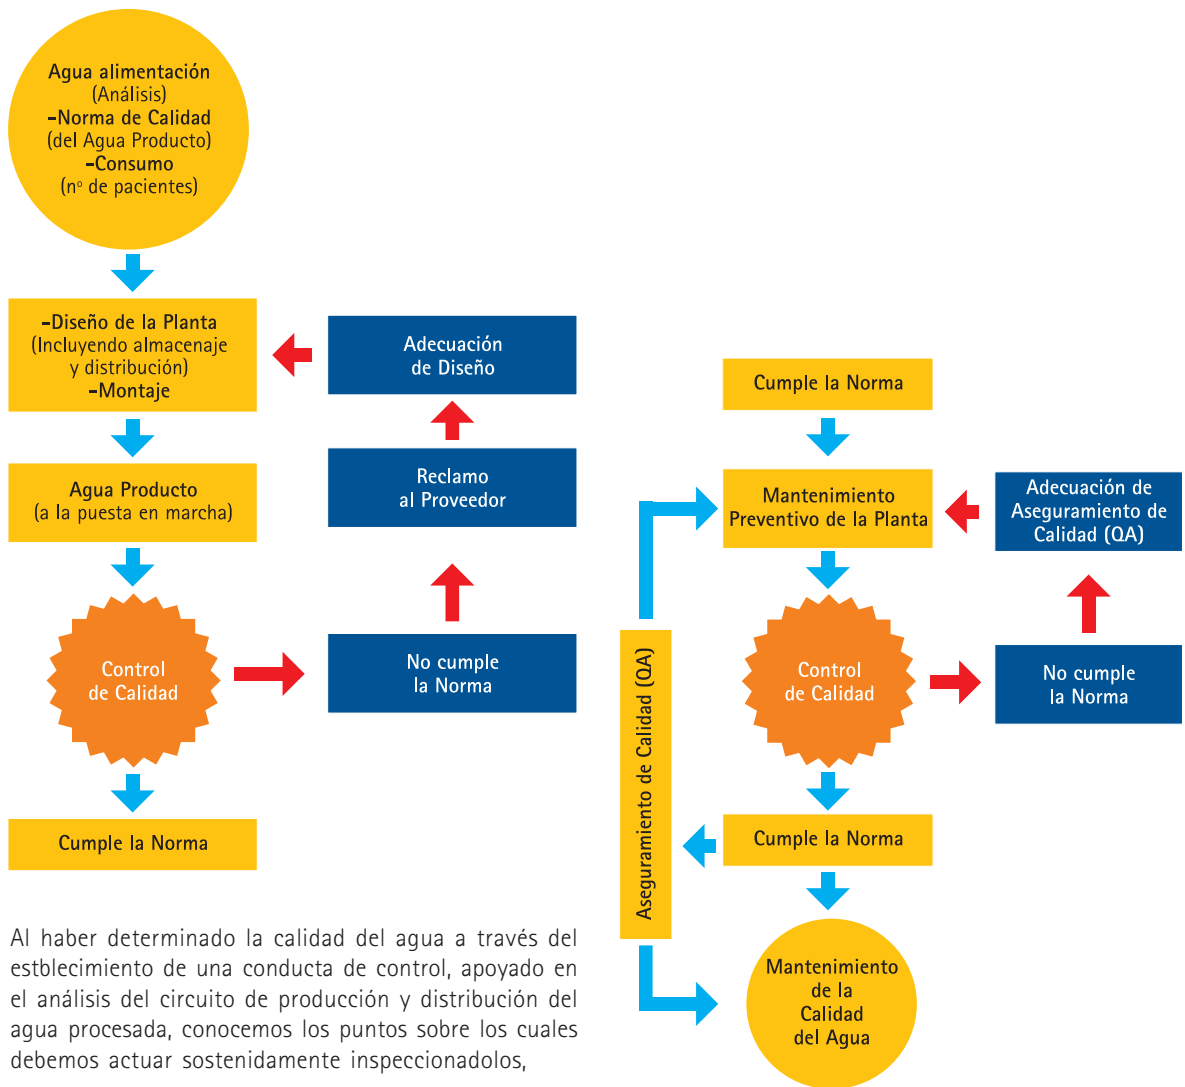 Agua alimentación
(Análisis)
-Norma de Calidad
(del Agua Producto)
-Consumo
(nº de pacientes)
-Diseño de la Planta
(Incluyendo almacenaje
y distribución)
-Montaje
Adecuación
de Diseño
Agua Producto
(a la puesta en marcha)
Reclamo
al Proveedor
Control
de Calidad
No cumple
la Norma
Cumple la Norma
Al haber determinado la calidad del agua a través del
estblecimiento de una conducta de control, apoyado en
el análisis del circuito de producción y distribución del
agua procesada, conocemos los puntos sobre los cuales
debemos actuar sostenidamente inspeccionadolos,
Cumple la Norma
Mantenimiento
Preventivo de la Planta
Adecuación de
Aseguramiento de
Calidad (QA)
Control
de Calidad
No cumple
la Norma
Aseguramiento de Calidad (QA)
Cumple la Norma
Mantenimiento
de la
Calidad
del Agua